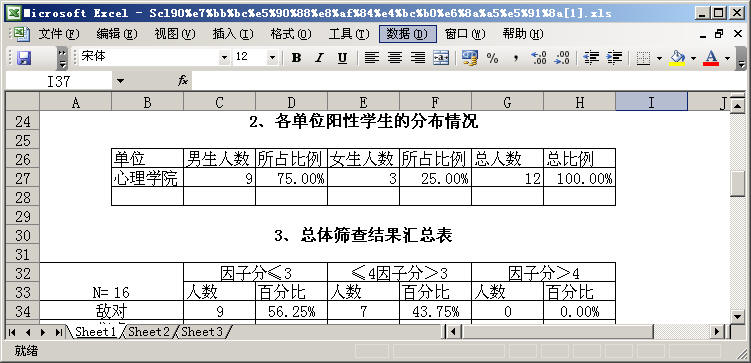 Microsoft Excel - Scl90%e7%bb%bc%e5%90%88%e8%af%84%e4%bc%b0%e6%8a%a5%e5%91%8a[1].xls
文件(F) 编辑(E) 视图(V) 插入(I) 格式(O) 工具(T) 数据(D) 窗口(W) 帮助(H)
宋体 12 B I U
I37 fx
A B C D E F G H I J
24 2、各单位阳性学生的分布情况
25
26 单位 男生人数 所占比例 女生人数 所占比例 总人数 总比例
27 心理学院 9 75.00% 3 25.00% 12 100.00%
28
29
30 3、总体筛查结果汇总表
31
32 因子分≤3 ≤4因子分>3 因子分>4
33 N= 16 人数 百分比 人数 百分比 人数 百分比
34 敌对 9 56.25% 7 43.75% 0 0.00%
Sheet1 Sheet2 Sheet3
就绪